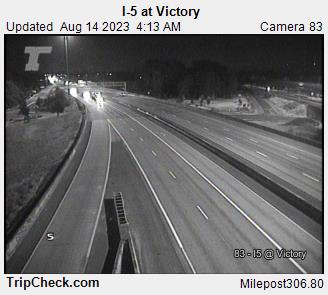 I-5 at Victory
Updated Aug 14 2023 4:13 AM Camera 83
S
83 - I5 @ Victory
TripCheck.com Milepost306.80